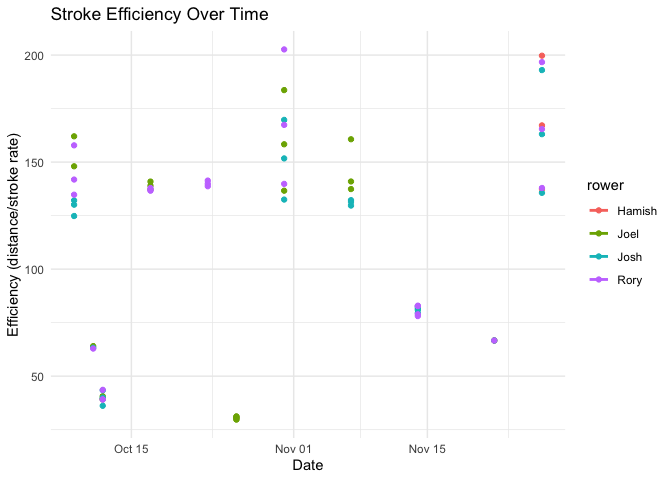 Stroke Efficiency Over Time
Efficiency (distance/stroke rate)
200
150
100
50
Oct 15
Nov 01
Nov 15
Date
rower
Hamish
Joel
Josh
Rory